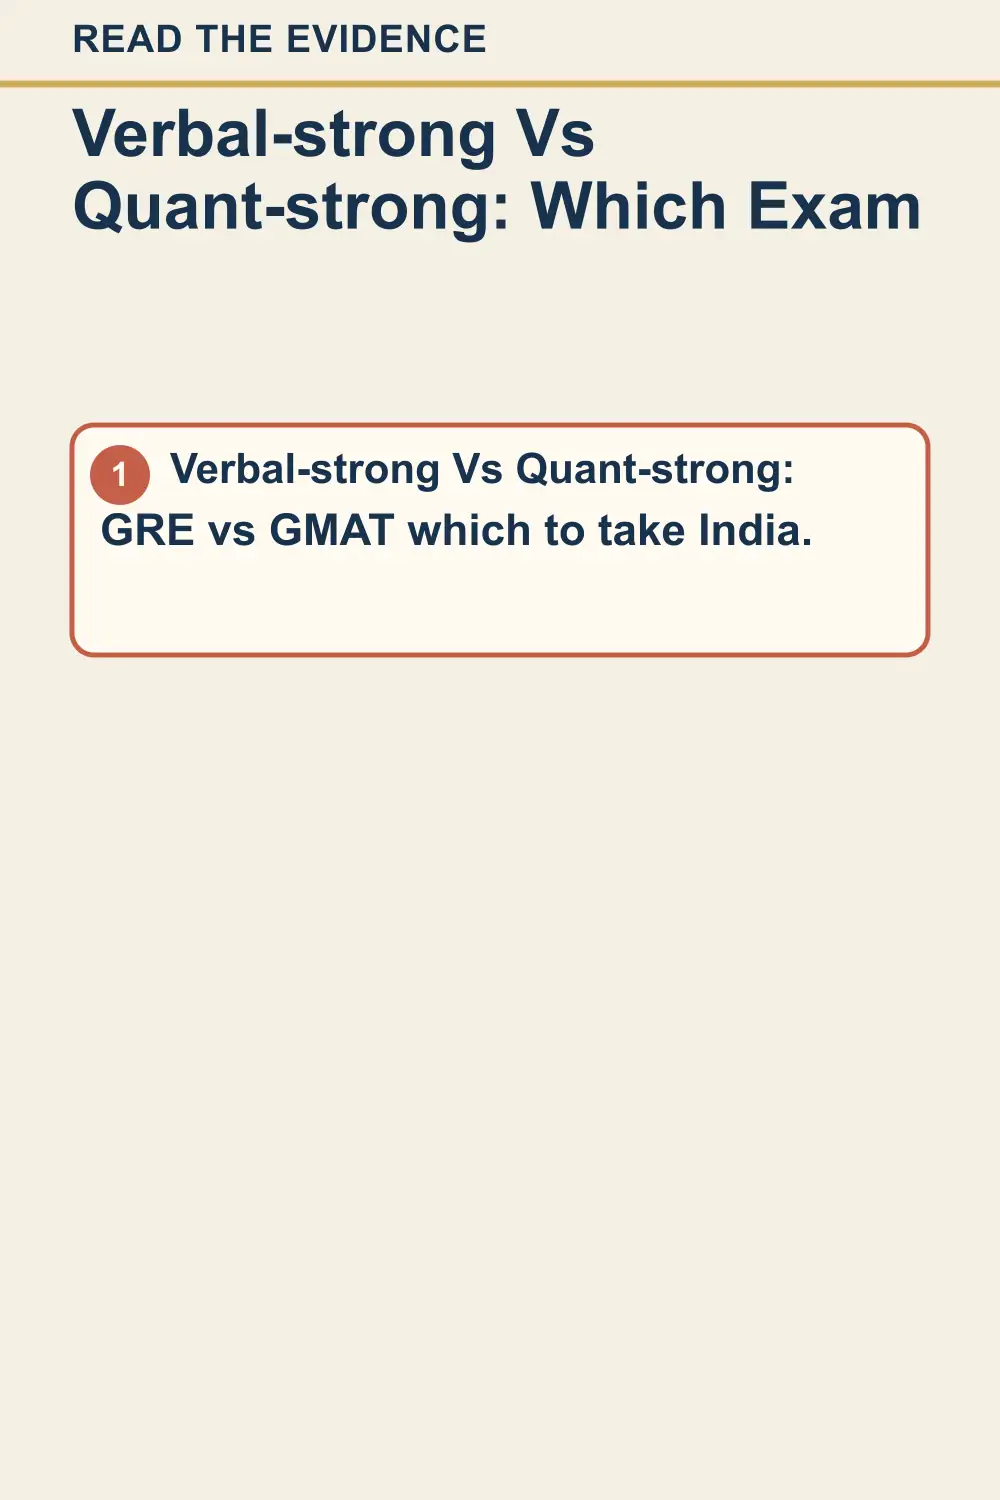 READ THE EVIDENCE
Verbal-strong Vs
Quant-strong: Which Exam
1 Verbal-strong Vs Quant-strong:
GRE vs GMAT which to take India.